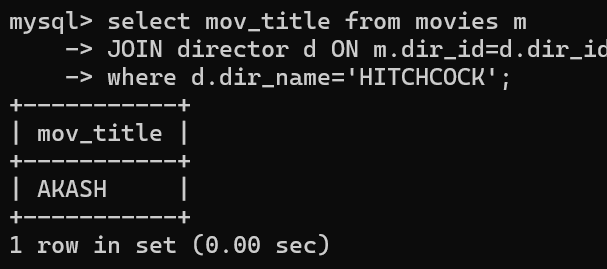 mysql> select mov_title from movies m
    -> JOIN director d ON m.dir_id=d.dir_id
    -> where d.dir_name='HITCHCOCK';
+-----------+
| mov_title |
+-----------+
| AKASH     |
+-----------+
1 row in set (0.00 sec)